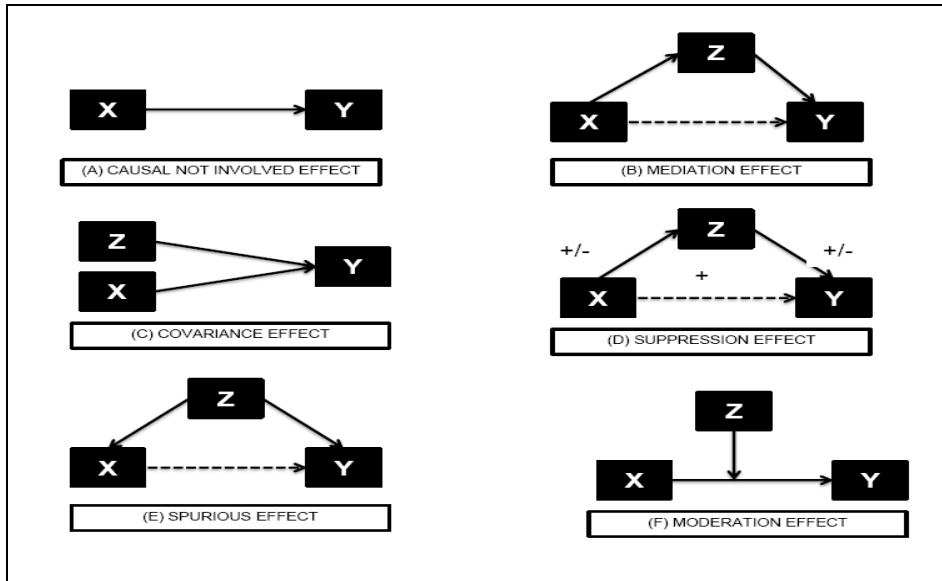 X
Y
(A) CAUSAL NOT INVOLVED EFFECT
Z
X
Y
(B) MEDIATION EFFECT
Z
X
Y
(C) COVARIANCE EFFECT
Z
+/-
+/-
+
X
Y
(D) SUPPRESSION EFFECT
Z
X
Y
(E) SPURIOUS EFFECT
Z
X
Y
(F) MODERATION EFFECT